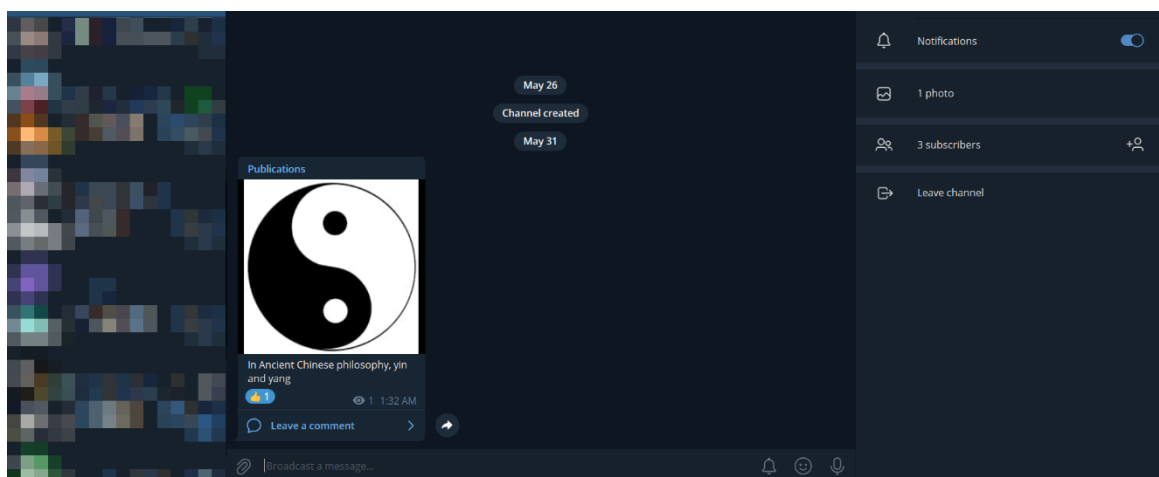 May 26
Channel created
May 31
Publications
In Ancient Chinese philosophy, yin
and yang
1
1 1:32 AM
Leave a comment
Broadcast a message...
Notifications
1 photo
3 subscribers
Leave channel